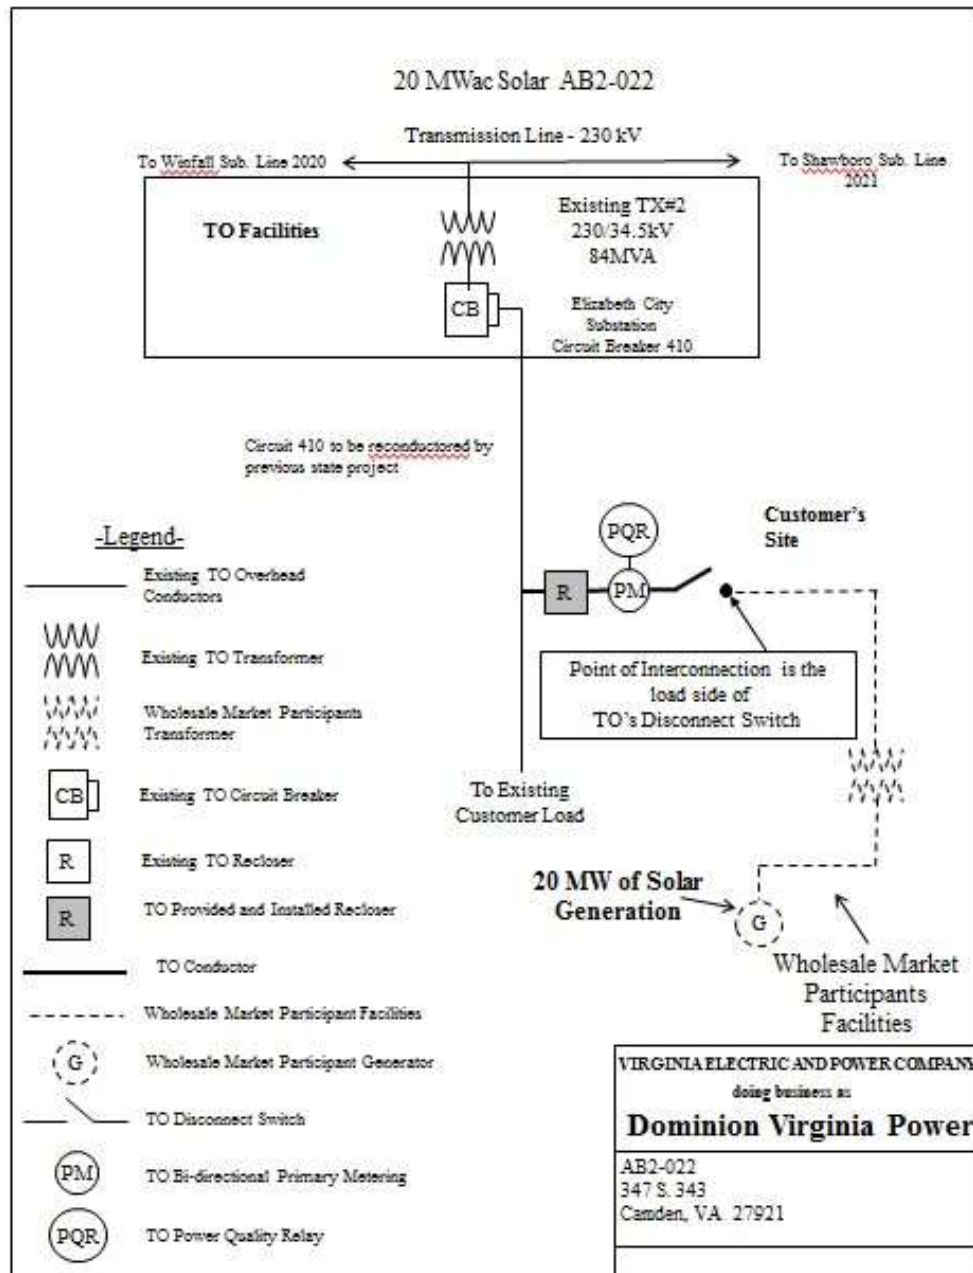 20 MWac Solar AB2-022
Transmission Line - 230 kV
To Winfall Sub. Line 2020
To Shawboro Sub. Line
2021
TO Facilities
Existing TX#2
230/34.5kV
84MVA
CB
Elizabeth City
Substation
Circuit Breaker 410
Circuit 410 to be reconductored by
previous state project
PQR
R
PM
Customer's
Site
Point of Interconnection is the
load side of
TO's Disconnect Switch
To Existing
Customer Load
20 MW of Solar
Generation
G
Wholesale Market
Participants
Facilities
-Legend-
Existing TO Overhead
Conductors
Existing TO Transformer
Wholesale Market Participants
Transformer
CB
Existing TO Circuit Breaker
R
Existing TO Recloser
R
TO Provided and Installed Recloser
TO Conductor
Wholesale Market Participant Facilities
G
Wholesale Market Participant Generator
TO Disconnect Switch
PM
TO Bi-directional Primary Metering
PQR
TO Power Quality Relay
VIRGINIA ELECTRIC AND POWER COMPANY
doing business as
Dominion Virginia Power
AB2-022
347 S. 343
Camden, VA 27921